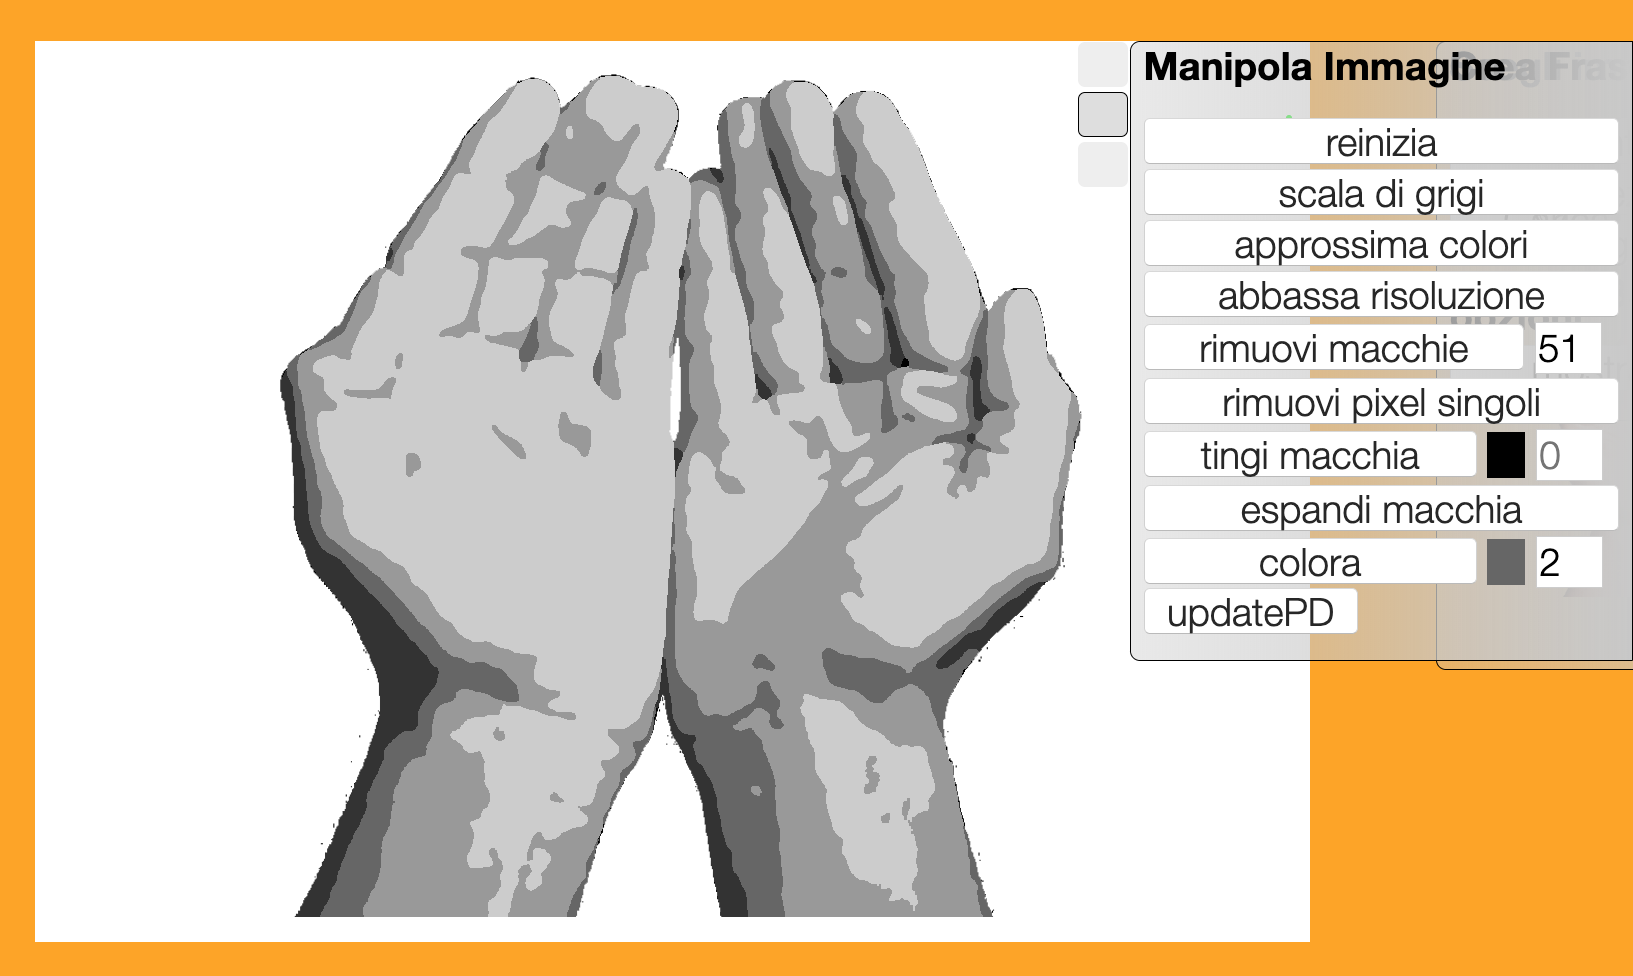 Manipola Immagine
reinizia
scala di grigi
approssima colori
abbassa risoluzione
rimuovi macchie 51
rimuovi pixel singoli
tingi macchia 0
espandi macchia
colora 2
updatePD